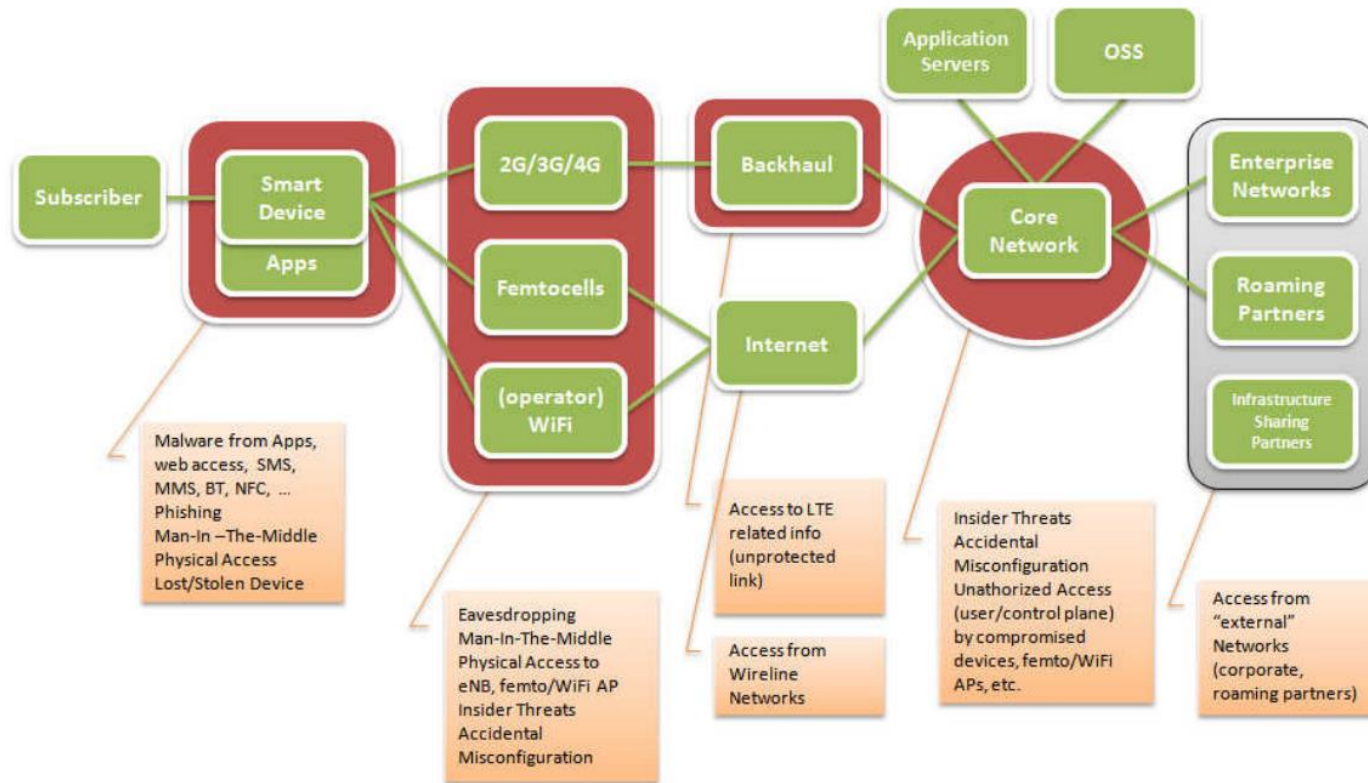 Application
Servers
OSS
Subscriber
Smart
Device
Apps
2G/3G/4G
Femtocells
(operator)
WiFi
Backhaul
Internet
Core
Network
Enterprise
Networks
Roaming
Partners
Infrastructure
Sharing
Partners
Malware from Apps,
web access, SMS,
MMS, BT, NFC, ...
Phishing
Man-In –The-Middle
Physical Access
Lost/Stolen Device
Eavesdropping
Man-In-The-Middle
Physical Access to
eNB, femto/WiFi AP
Insider Threats
Accidental
Misconfiguration
Access to LTE
related info
(unprotected
link)
Access from
Wireline
Networks
Insider Threats
Accidental
Misconfiguration
Unathorized Access
(user/control plane)
by compromised
devices, femto/WiFi
APs, etc.
Access from
“external”
Networks
(corporate,
roaming partners)